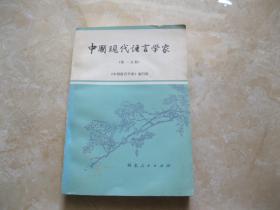 中国现代语言学家
(第一分册)
《中国语言学家》编写组
河北人民出版社